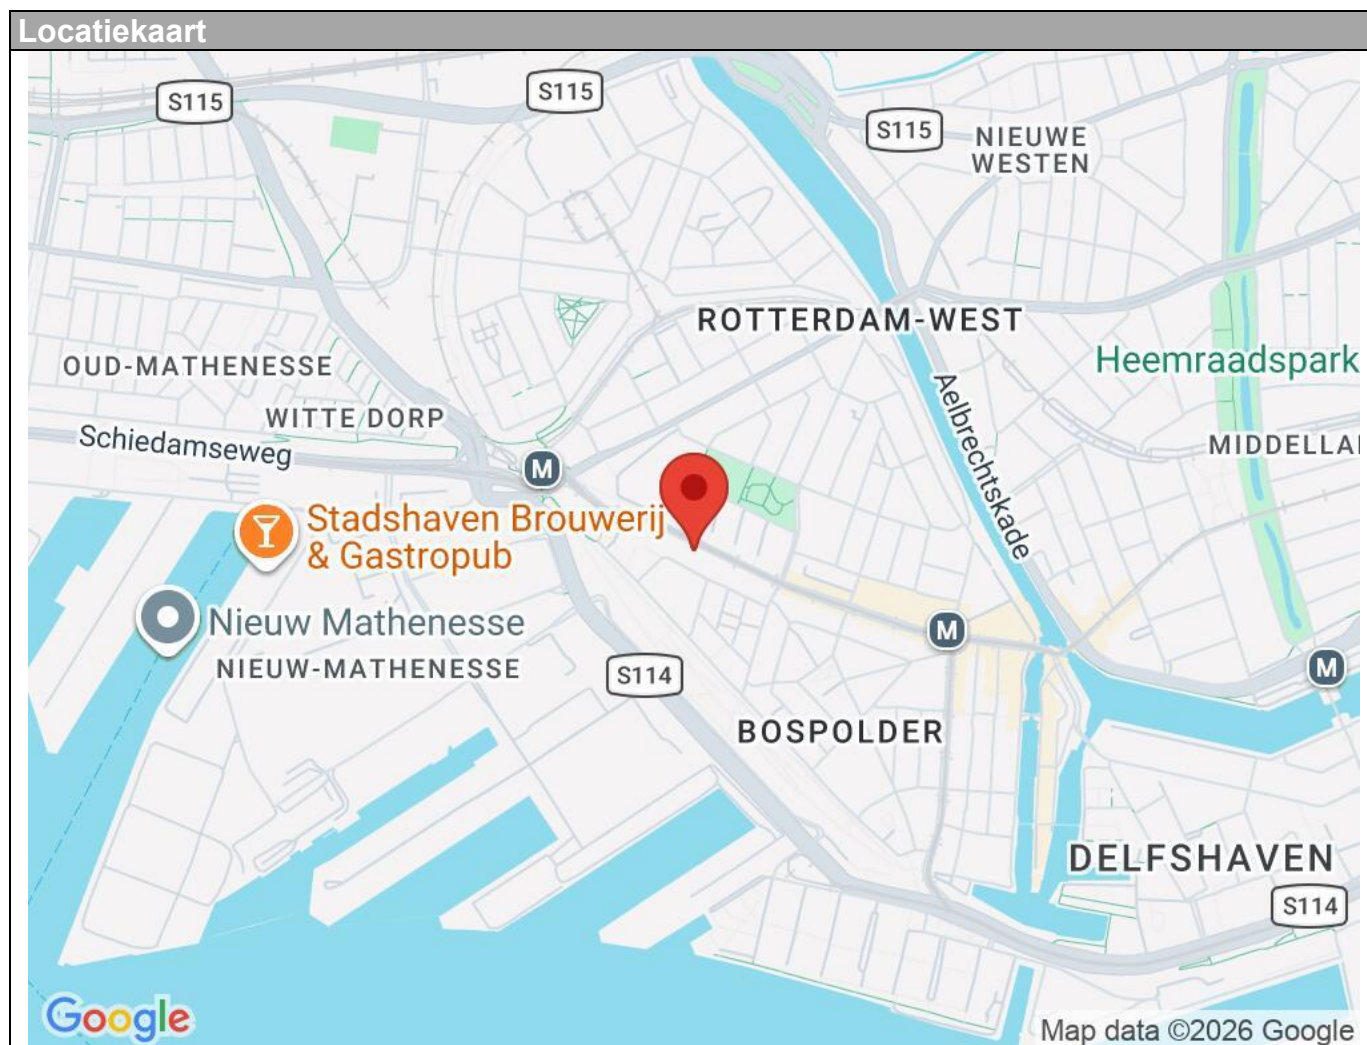 Locatiekaart
S115
S115
S115
NIEUWE
WESTEN
ROTTERDAM-WEST
OUD-MATHENESSE
Heemraadspark
WITTE DORP
Aelbrechtskade
Schiedamseweg
MIDDELLA
M
Stadshaven Brouwerij
& Gastropub
Nieuw Mathenesse
NIEUW-MATHENESSE
M
M
S114
BOSPOLDER
DELFSHAVEN
S114
Google
Map data ©2026 Google